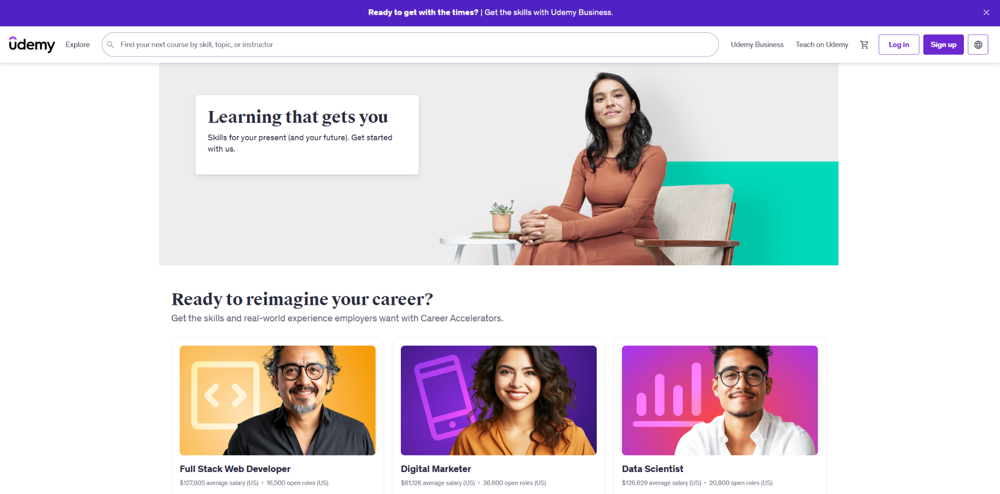 Ready to get with the times? | Get the skills with Udemy Business.
udemy
Explore
Find your next course by skill, topic, or instructor
Udemy Business
Teach on Udemy
Log in
Sign up
Learning that gets you
Skills for your present (and your future). Get started
with us.
Ready to reimagine your career?
Get the skills and real-world experience employers want with Career Accelerators.
Full Stack Web Developer
$127,005 average salary (US) • 16,500 open roles (US)
Digital Marketer
$61,126 average salary (US) • 36,600 open roles (US)
Data Scientist
$126,629 average salary (US) • 20,800 open roles (US)